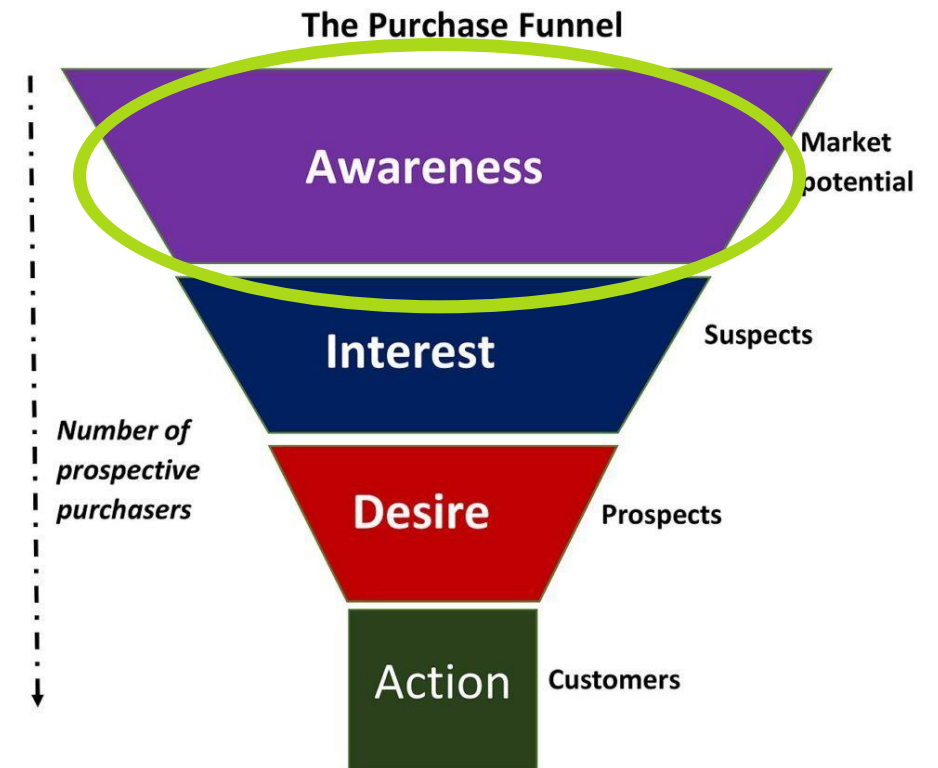 The Purchase Funnel
Awareness
Market
potential
Interest
Suspects
Number of
prospective
purchasers
Desire
Prospects
Action
Customers